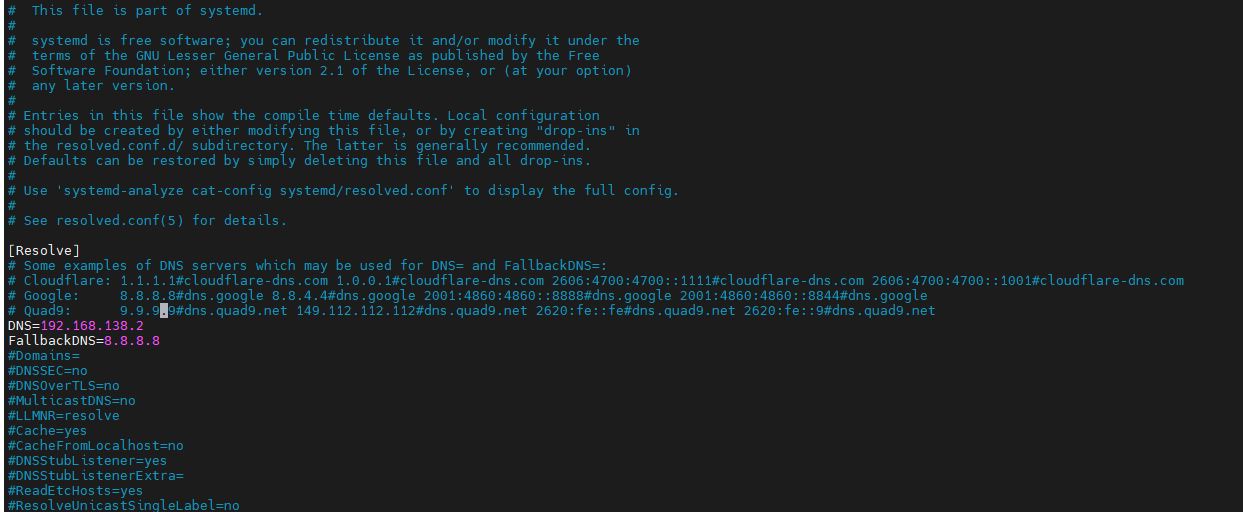 #  This file is part of systemd.
#
#  systemd is free software; you can redistribute it and/or modify it under the
#  terms of the GNU Lesser General Public License as published by the Free
#  Software Foundation; either version 2.1 of the License, or (at your option)
#  any later version.
#
# Entries in this file show the compile time defaults. Local configuration
# should be created by either modifying this file, or by creating "drop-ins" in
# the resolved.conf.d/ subdirectory. The latter is generally recommended.
# Defaults can be restored by simply deleting this file and all drop-ins.
#
# Use 'systemd-analyze cat-config systemd/resolved.conf' to display the full config.
#
# See resolved.conf(5) for details.

[Resolve]
# Some examples of DNS servers which may be used for DNS= and FallbackDNS=:
# Cloudflare: 1.1.1.1#cloudflare-dns.com 1.0.0.1#cloudflare-dns.com 2606:4700:4700::1111#cloudflare-dns.com 2606:4700:4700::1001#cloudflare-dns.com
# Google:     8.8.8.8#dns.google 8.8.4.4#dns.google 2001:4860:4860::8888#dns.google 2001:4860:4860::8844#dns.google
# Quad9:      9.9.9.9#dns.quad9.net 149.112.112.112#dns.quad9.net 2620:fe::fe#dns.quad9.net 2620:fe::9#dns.quad9.net
DNS=192.168.138.2
FallbackDNS=8.8.8.8
#Domains=
#DNSSEC=no
#DNSOverTLS=no
#MulticastDNS=no
#LLMNR=resolve
#Cache=yes
#CacheFromLocalhost=no
#DNSStubListener=yes
#DNSStubListenerExtra=
#ReadEtcHosts=yes
#ResolveUnicastSingleLabel=no